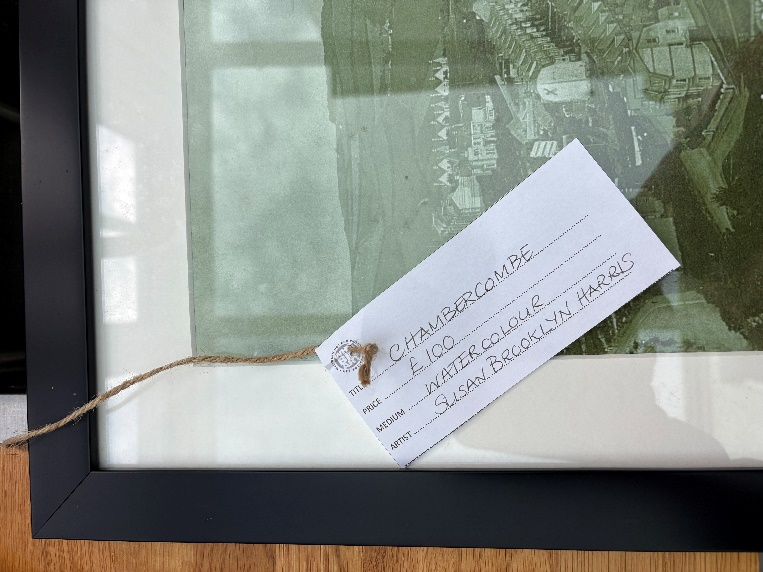 TITLE CHAMBERCOMBE
PRICE £100
MEDIUM WATERCOLOUR
ARTIST SUSAN BROOKLYN HARRIS